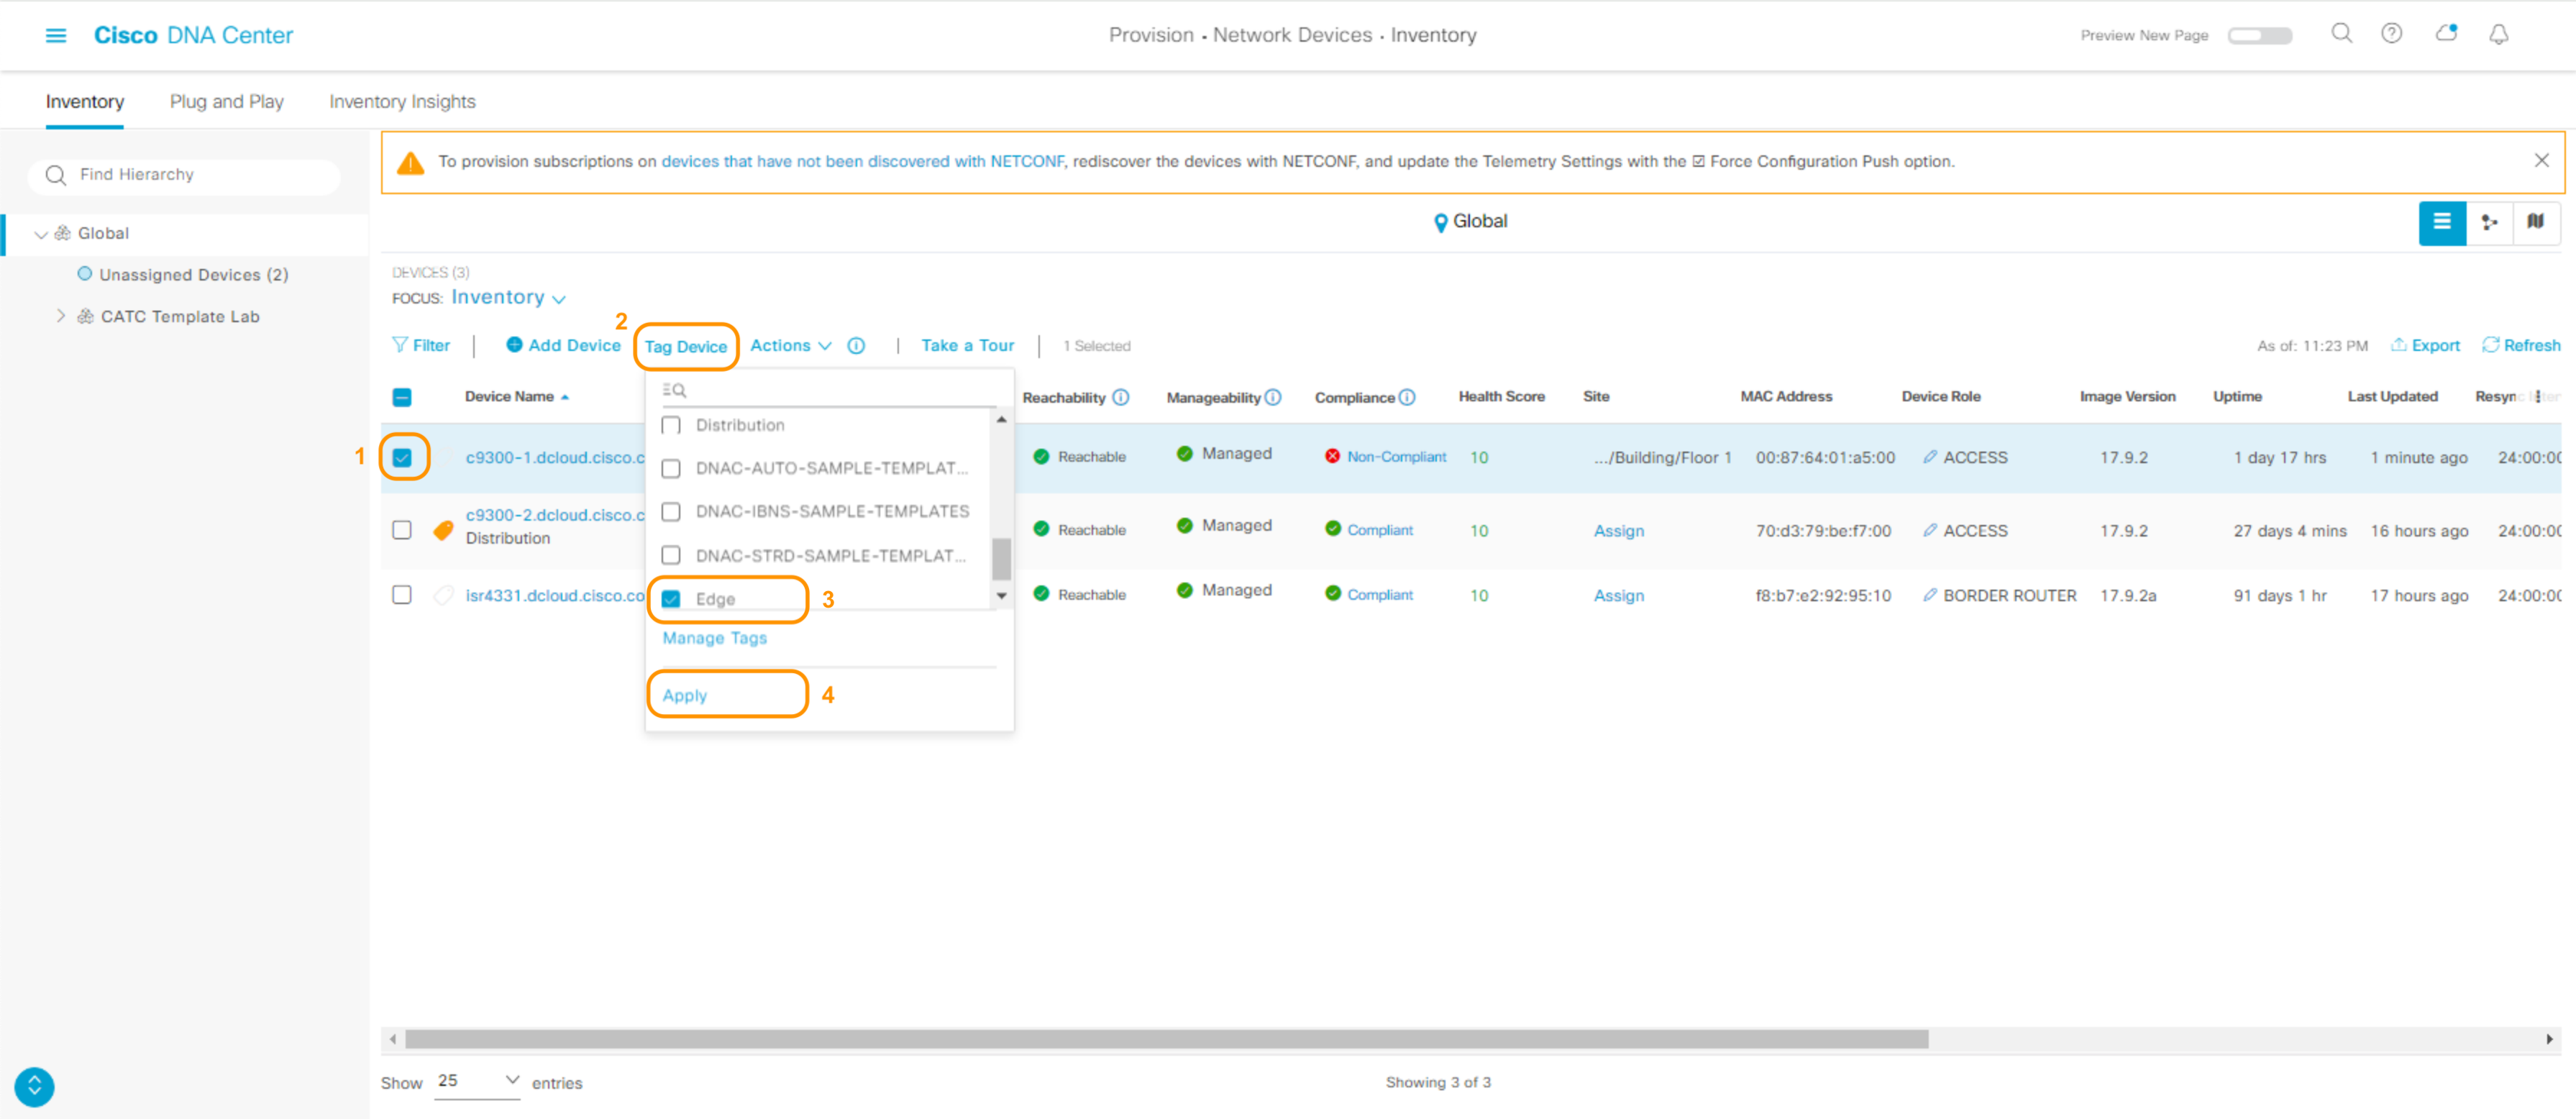 Cisco DNA Center
Provision • Network Devices • Inventory
Preview New Page
Inventory
Plug and Play
Inventory Insights
Find Hierarchy
To provision subscriptions on devices that have not been discovered with NETCONF, rediscover the devices with NETCONF, and update the Telemetry Settings with the ☑ Force Configuration Push option.
Global
Global
Unassigned Devices (2)
CATC Template Lab
DEVICES (3)
FOCUS: Inventory
2
Filter | Add Device Tag Device Actions | Take a Tour | 1 Selected
As of: 11:23 PM Export Refresh
Device Name Reachability Manageability Compliance Health Score Site MAC Address Device Role Image Version Uptime Last Updated Resync
1 c9300-1.dcloud.cisco.c Reachable Managed Non-Compliant 10 .../Building/Floor 1 00:87:64:01:a5:00 ACCESS 17.9.2 1 day 17 hrs 1 minute ago 24:00:00
c9300-2.dcloud.cisco.c Reachable Managed Compliant 10 Assign 70:d3:79:be:f7:00 ACCESS 17.9.2 27 days 4 mins 16 hours ago 24:00:00
Distribution
isr4331.dcloud.cisco.co Reachable Managed Compliant 10 Assign f8:b7:e2:92:95:10 BORDER ROUTER 17.9.2a 91 days 1 hr 17 hours ago 24:00:00
Distribution
DNAC-AUTO-SAMPLE-TEMPLAT...
DNAC-IBNS-SAMPLE-TEMPLATES
DNAC-STRD-SAMPLE-TEMPLAT...
Edge 3
Manage Tags
Apply 4
Show 25 entries
Showing 3 of 3